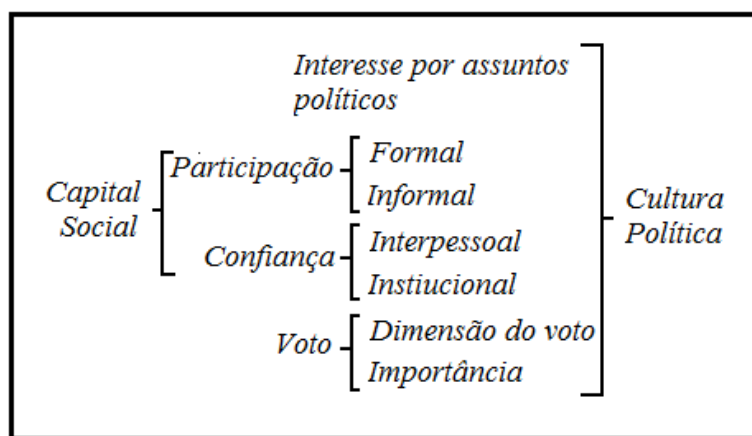 Interesse por assuntos
políticos
Participação
Formal
Informal
Capital
Social
Confiança
Interpessoal
Instiucional
Cultura
Política
Voto
Dimensão do voto
Importância